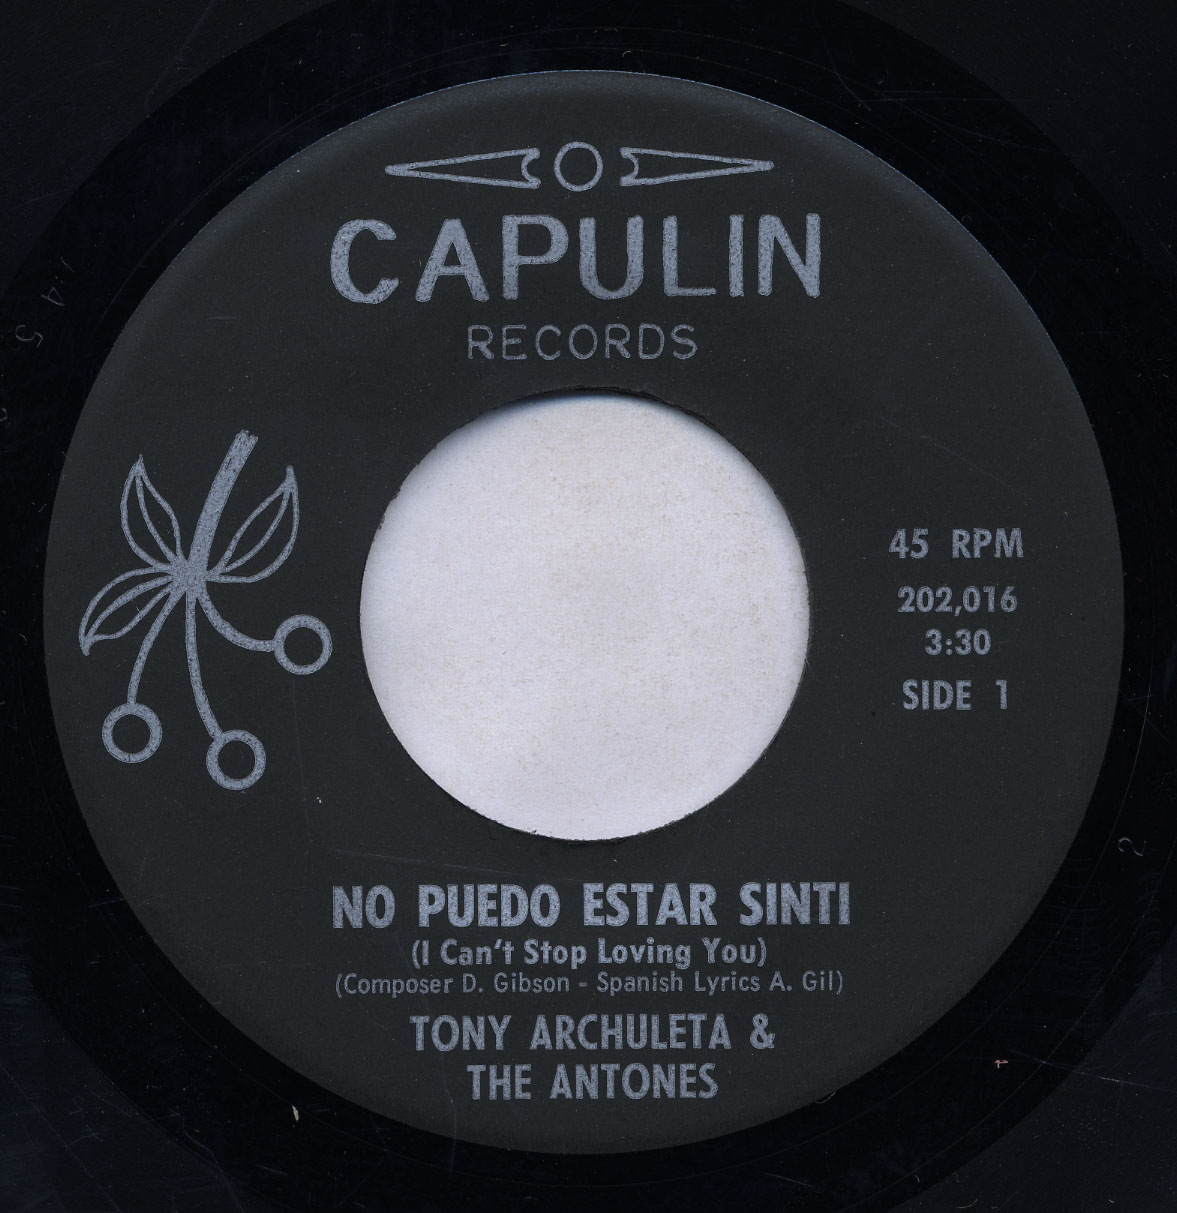 CAPULIN
RECORDS
45 RPM
202,016
3:30
SIDE 1
NO PUEDO ESTAR SINTI
(I Can't Stop Loving You)
(Composer D. Gibson - Spanish Lyrics A. Gil)
TONY ARCHULETA &
THE ANTONES